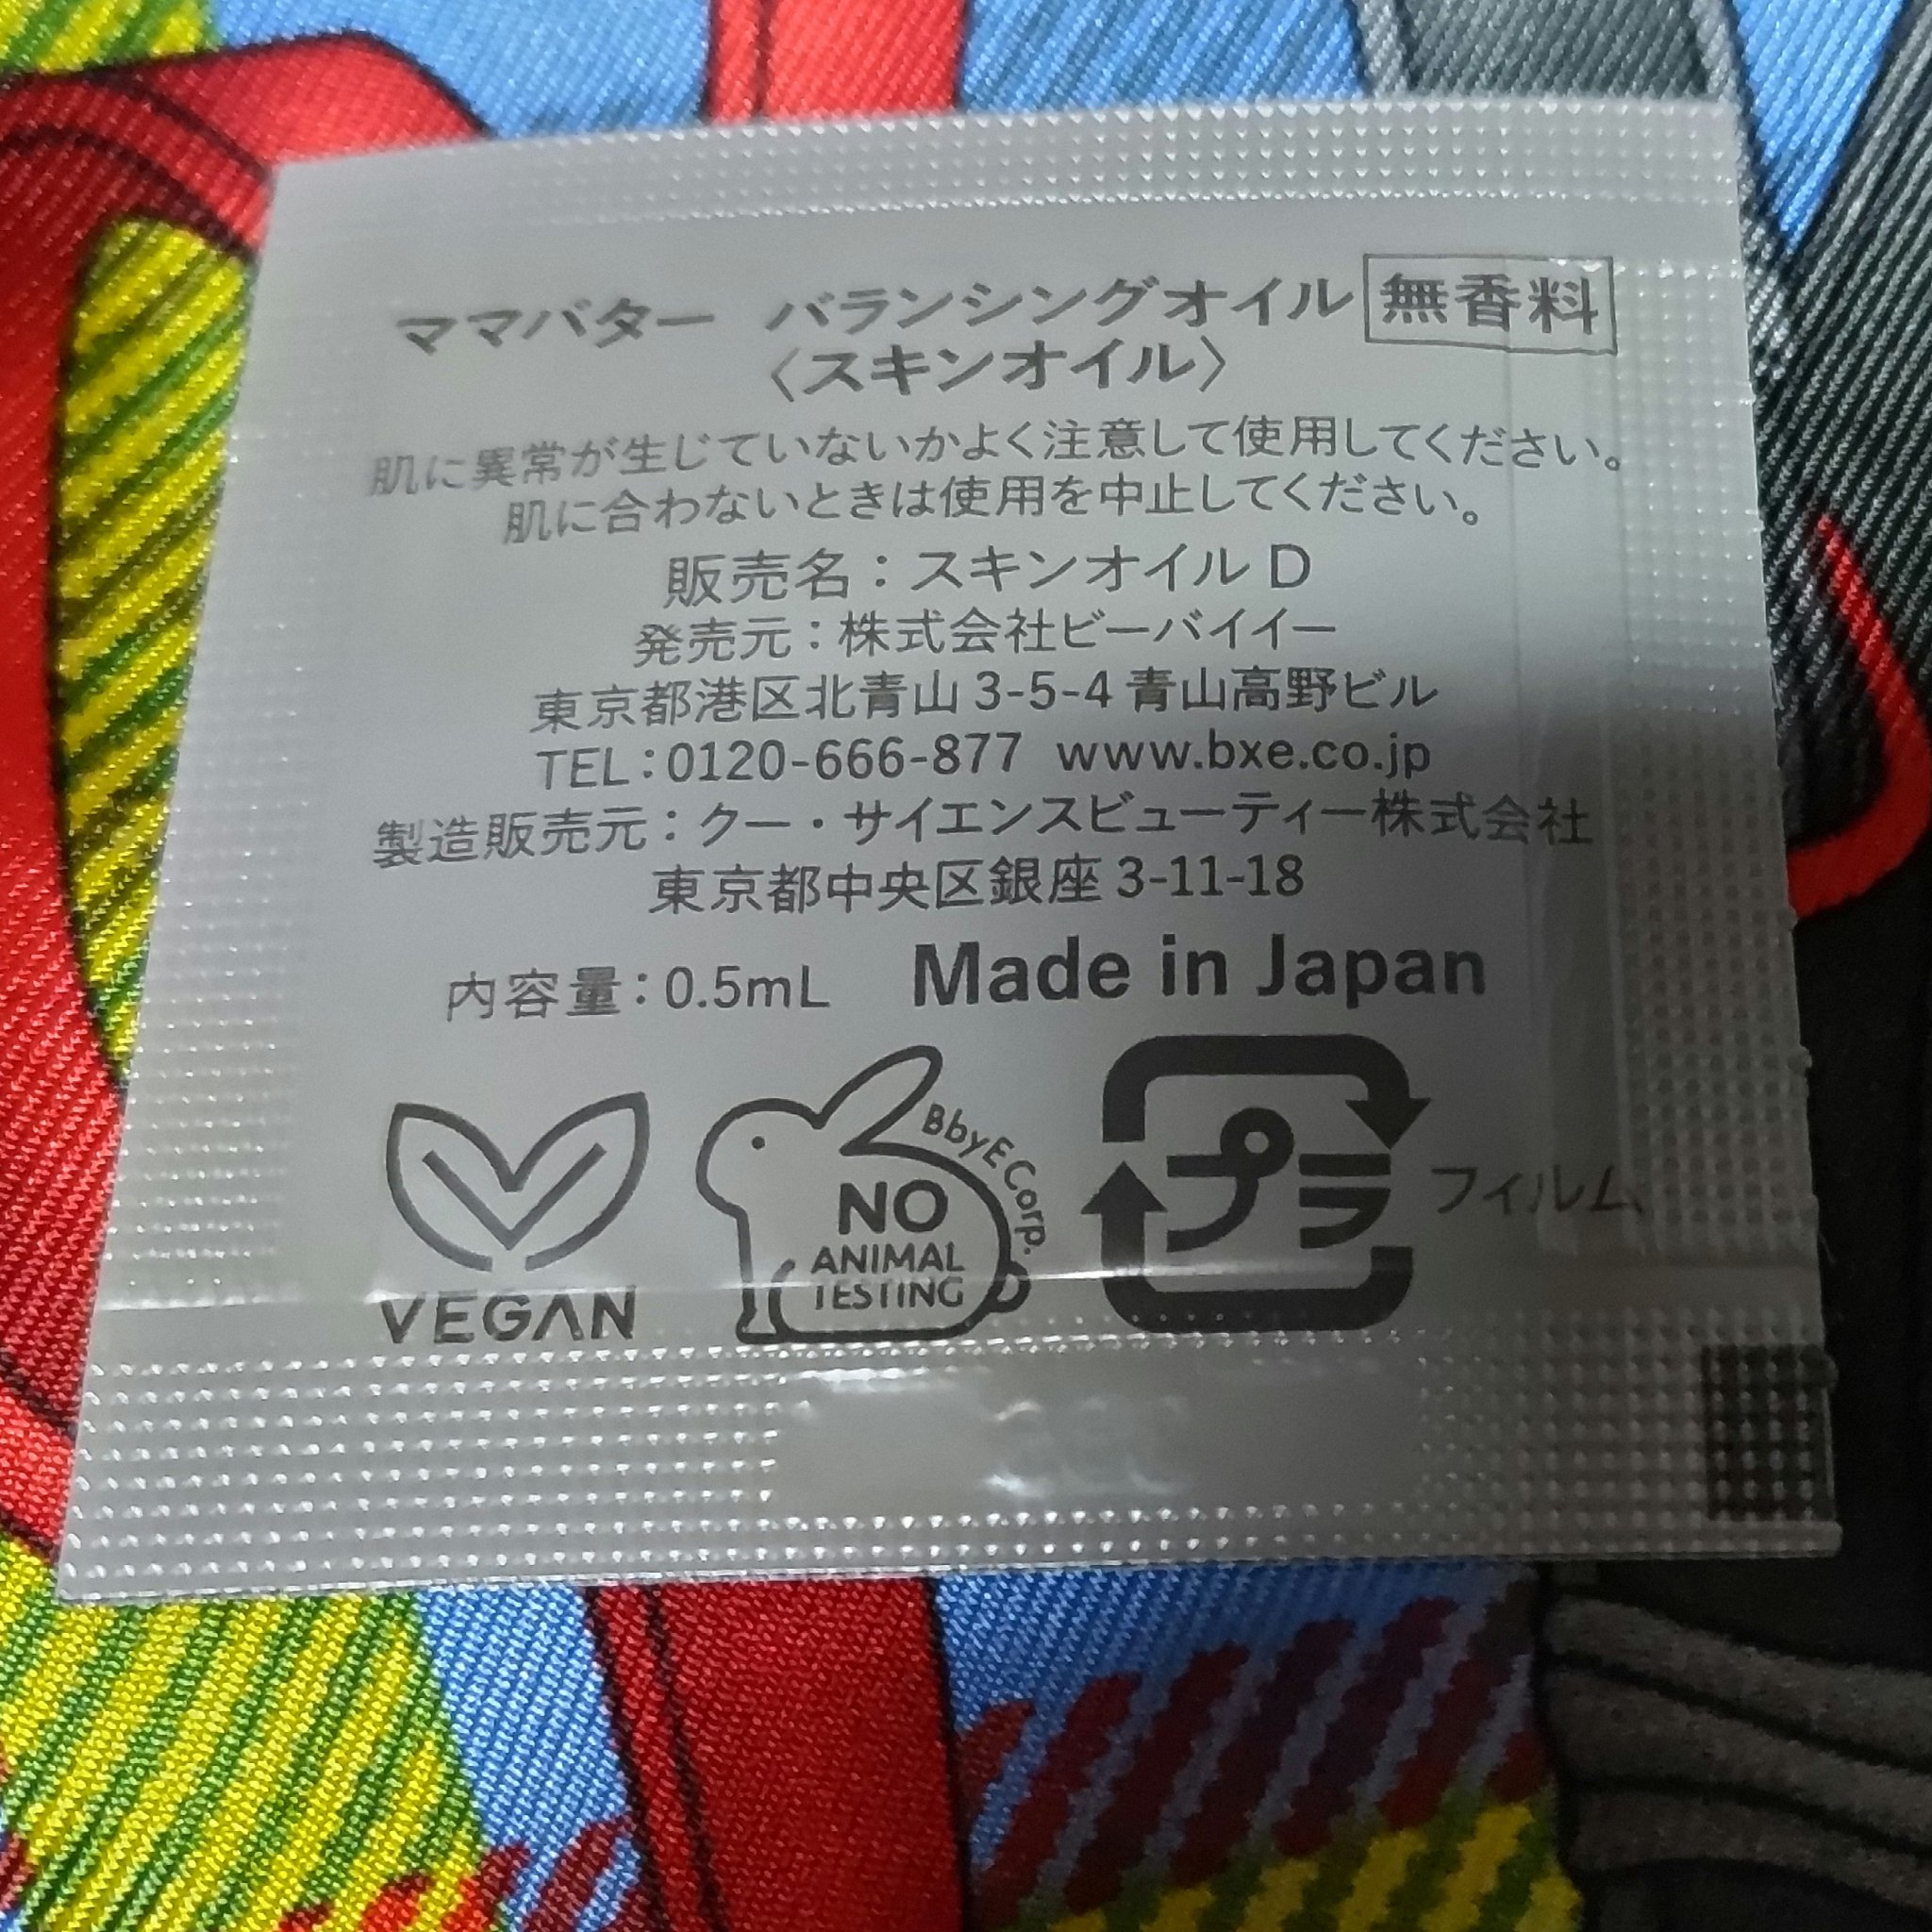 ママバター バランシングオイル 無香料
〈スキンオイル〉
肌に異常が生じていないかよく注意して使用してください。
肌に合わないときは使用を中止してください。
販売名：スキンオイル D
発売元：株式会社ビーバイイー
東京都港区北青山 3-5-4 青山高野ビル
TEL：0120-666-877 www.bxe.co.jp
製造販売元：クー・サイエンスビューティー株式会社
東京都中央区銀座 3-11-18
内容量：0.5mL Made in Japan
VEGAN
BbyE Corp.
NO
ANIMAL
TESTING
プラ
フィルム